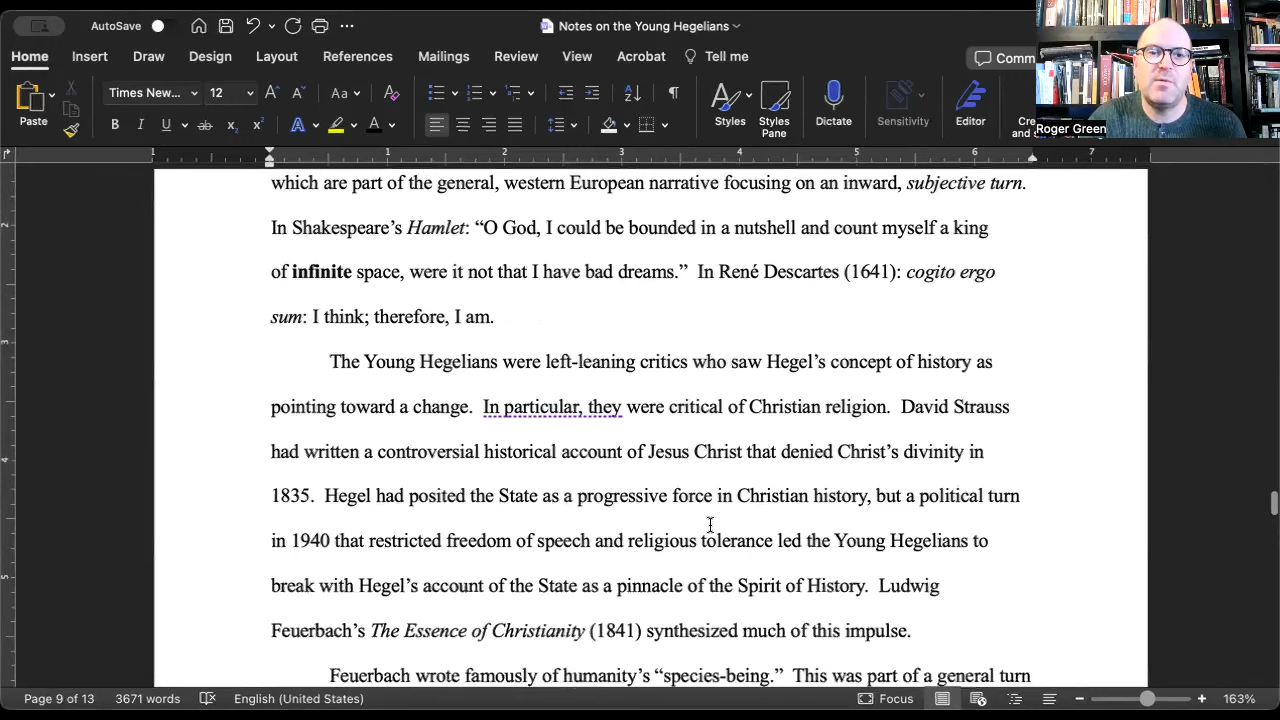 AutoSave
Notes on the Young Hegelians
Home Insert Draw Design Layout References Mailings Review View Acrobat Tell me
Comm
Paste
Times New... 12
Aa
Styles
Styles Pane
Dictate
Sensitivity
Editor
Roger Green
1 1 2 3 4 5 6 7
which are part of the general, western European narrative focusing on an inward, subjective turn.
In Shakespeare’s Hamlet: “O God, I could be bounded in a nutshell and count myself a king
of infinite space, were it not that I have bad dreams.” In René Descartes (1641): cogito ergo
sum: I think; therefore, I am.
The Young Hegelians were left-leaning critics who saw Hegel’s concept of history as
pointing toward a change. In particular, they were critical of Christian religion. David Strauss
had written a controversial historical account of Jesus Christ that denied Christ’s divinity in
1835. Hegel had posited the State as a progressive force in Christian history, but a political turn
in 1940 that restricted freedom of speech and religious tolerance led the Young Hegelians to
break with Hegel’s account of the State as a pinnacle of the Spirit of History. Ludwig
Feuerbach’s The Essence of Christianity (1841) synthesized much of this impulse.
Feuerbach wrote famously of humanity’s “species-being.” This was part of a general turn
Page 9 of 13 3671 words English (United States) Focus 163%